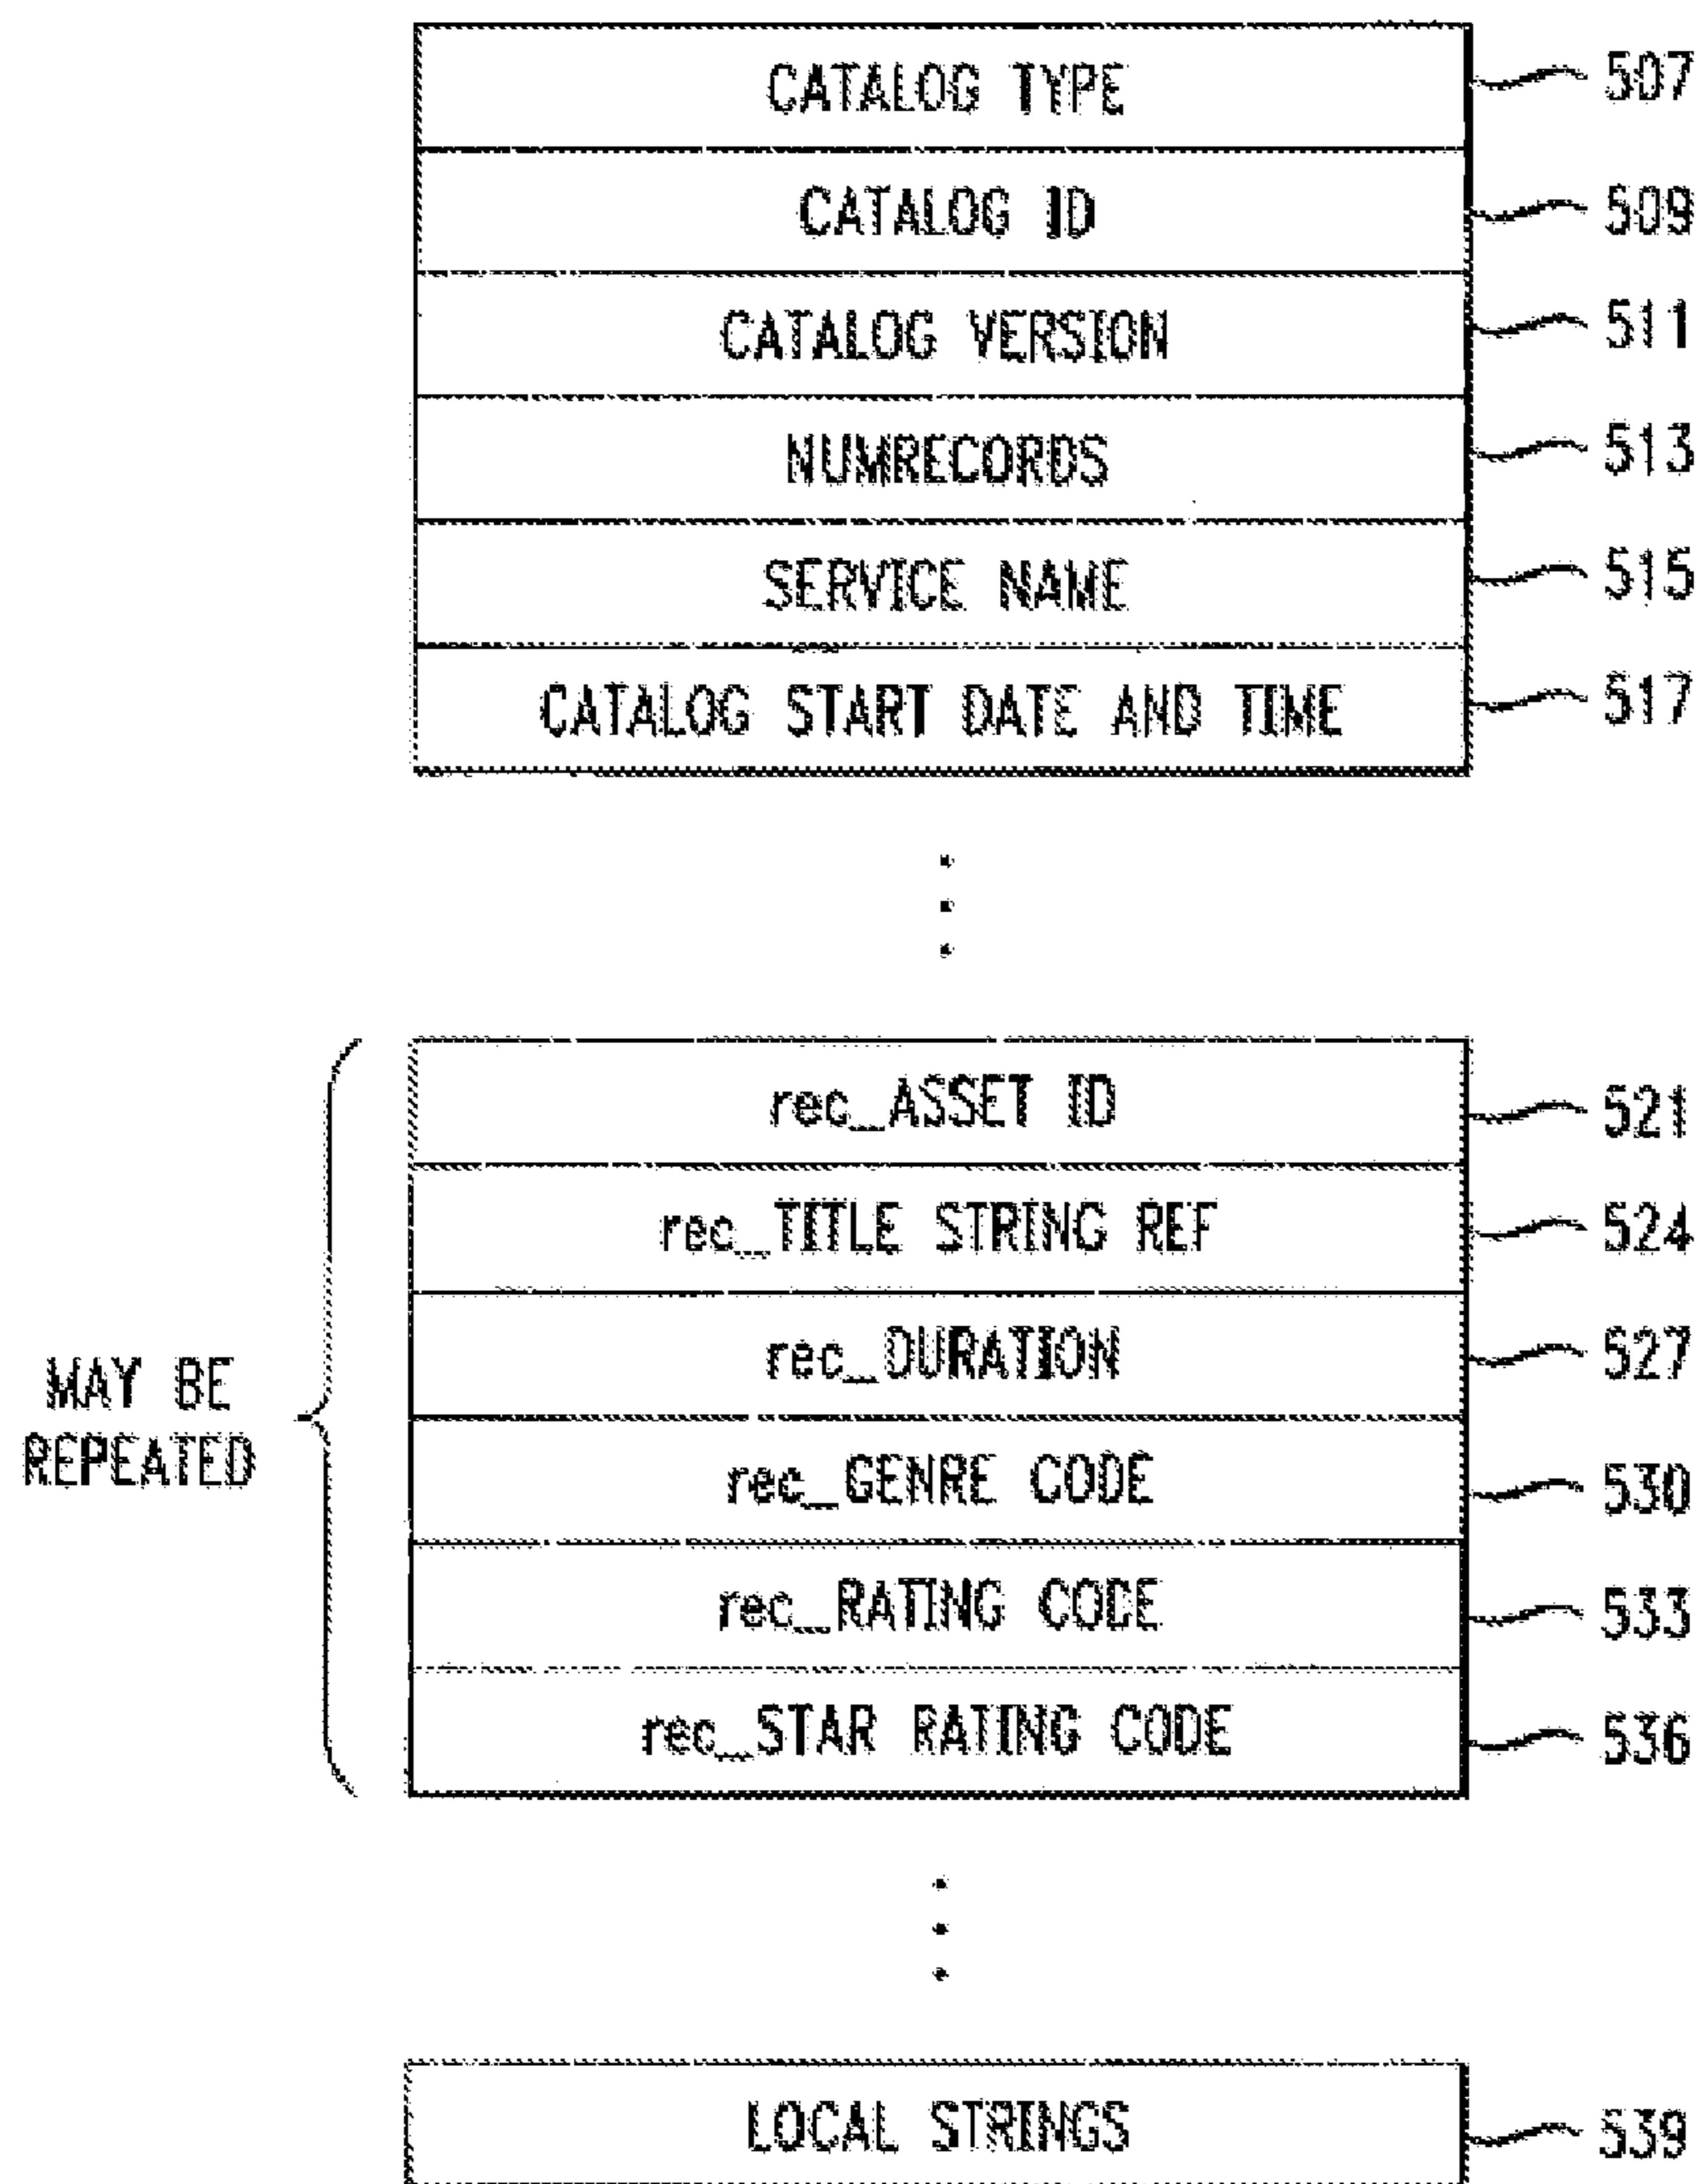 CATALOG TYPE 507
CATALOG ID 509
CATALOG VERSION 511
NUMRECORDS 513
SERVICE NAME 515
CATALOG START DATE AND TIME 517
rec_ASSET ID 521
rec_TITLE STRING REF 524
rec_DURATION 527
MAY BE
REPEATED
rec_GENRE CODE 530
rec_RATING CODE 533
rec_STAR RATING CODE 536
LOCAL STRINGS 539